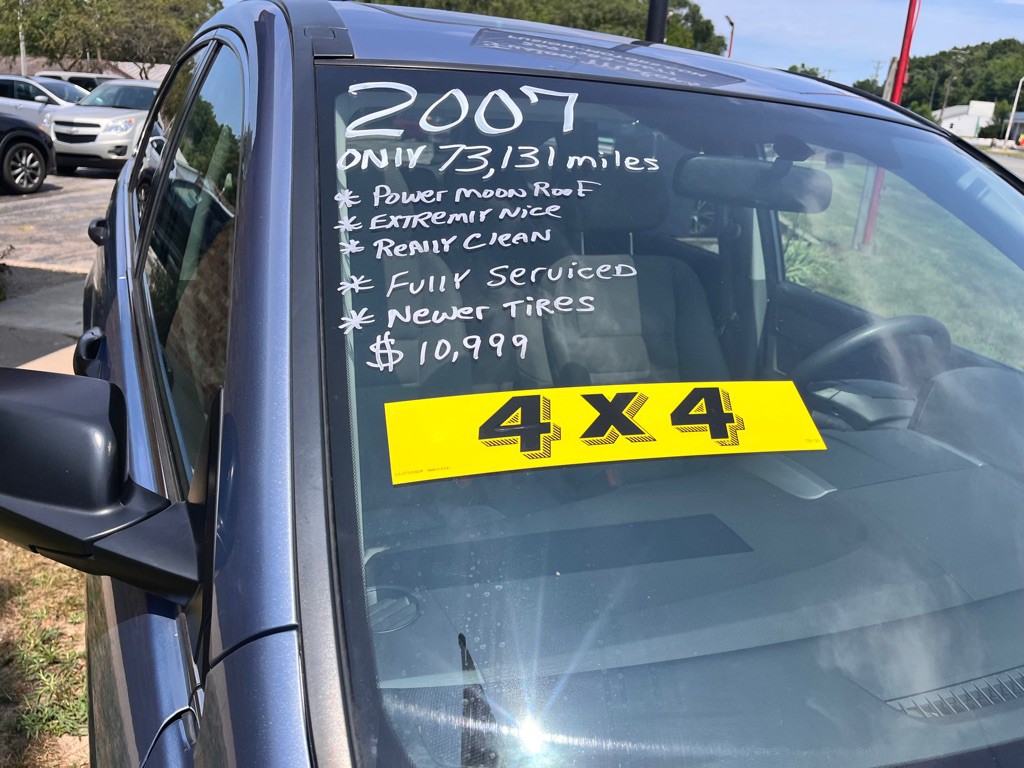 2007
ONly 73,131 miles
* Power MOON RooF
* EXTREMly Nice
* Really CleAN
* Fully Serviced
* Newer TiRes
$ 10,999
4X4